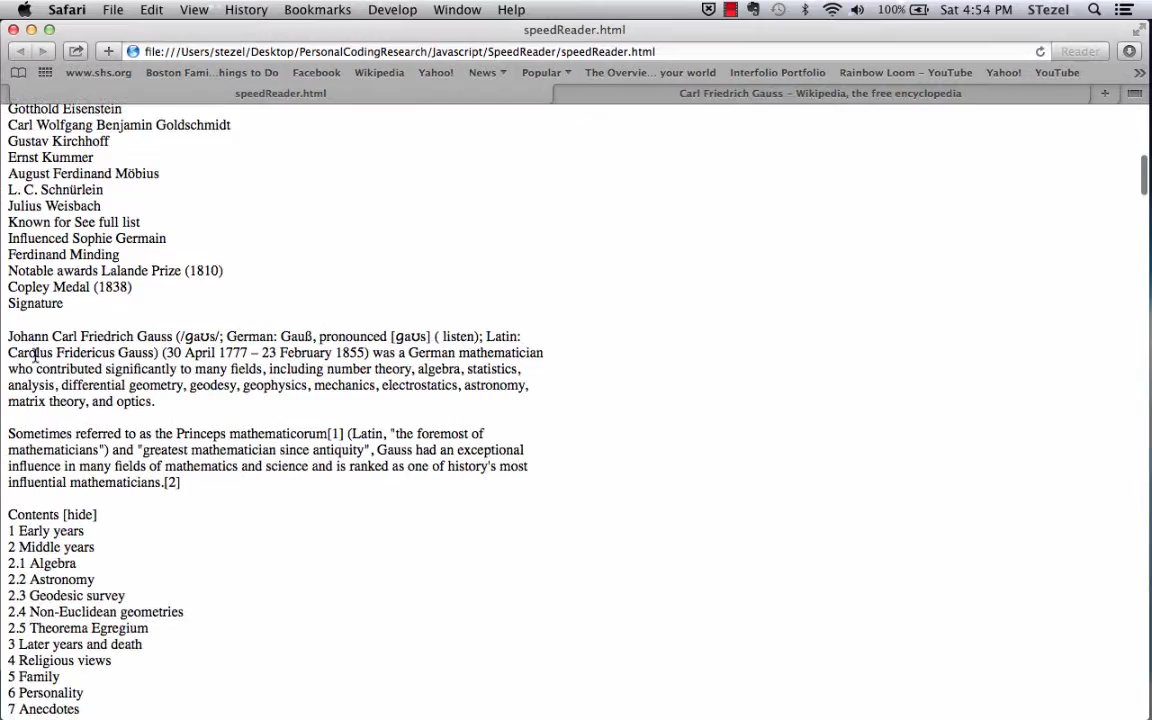 Safari File Edit View History Bookmarks Develop Window Help 100% Sat 4:54 PM STezel
speedReader.html
file:///Users/stezel/Desktop/PersonalCodingResearch/Javascript/SpeedReader/speedReader.html Reader
www.shs.org Boston Fami...hings to Do Facebook Wikipedia Yahoo! News Popular The Overvie... your world Interfolio Portfolio Rainbow Loom – YouTube Yahoo! YouTube
speedReader.html Carl Friedrich Gauss – Wikipedia, the free encyclopedia
Gotthold Eisenstein
Carl Wolfgang Benjamin Goldschmidt
Gustav Kirchhoff
Ernst Kummer
August Ferdinand Möbius
L. C. Schnürlein
Julius Weisbach
Known for See full list
Influenced Sophie Germain
Ferdinand Minding
Notable awards Lalande Prize (1810)
Copley Medal (1838)
Signature
Johann Carl Friedrich Gauss (/ɡaʊs/; German: Gauß, pronounced [ɡaʊs] ( listen); Latin:
Carolus Fridericus Gauss) (30 April 1777 – 23 February 1855) was a German mathematician
who contributed significantly to many fields, including number theory, algebra, statistics,
analysis, differential geometry, geodesy, geophysics, mechanics, electrostatics, astronomy,
matrix theory, and optics.
Sometimes referred to as the Princeps mathematicorum[1] (Latin, "the foremost of
mathematicians") and "greatest mathematician since antiquity", Gauss had an exceptional
influence in many fields of mathematics and science and is ranked as one of history's most
influential mathematicians.[2]
Contents [hide]
1 Early years
2 Middle years
2.1 Algebra
2.2 Astronomy
2.3 Geodesic survey
2.4 Non-Euclidean geometries
2.5 Theorema Egregium
3 Later years and death
4 Religious views
5 Family
6 Personality
7 Anecdotes